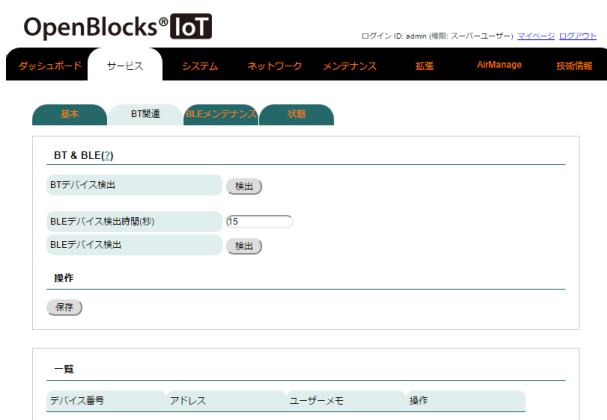 OpenBlocks® IoT
ログイン ID: admin (権限: スーパーユーザー) マイページ ログアウト
ダッシュボード サービス システム ネットワーク メンテナンス 拡張 AirManage 技術情報
基本 BT関連 BLEメンテナンス 状態
BT & BLE(?)
BTデバイス検出 検出
BLEデバイス検出時間(秒) 15
BLEデバイス検出 検出
操作
保存
一覧
デバイス番号 アドレス ユーザーメモ 操作